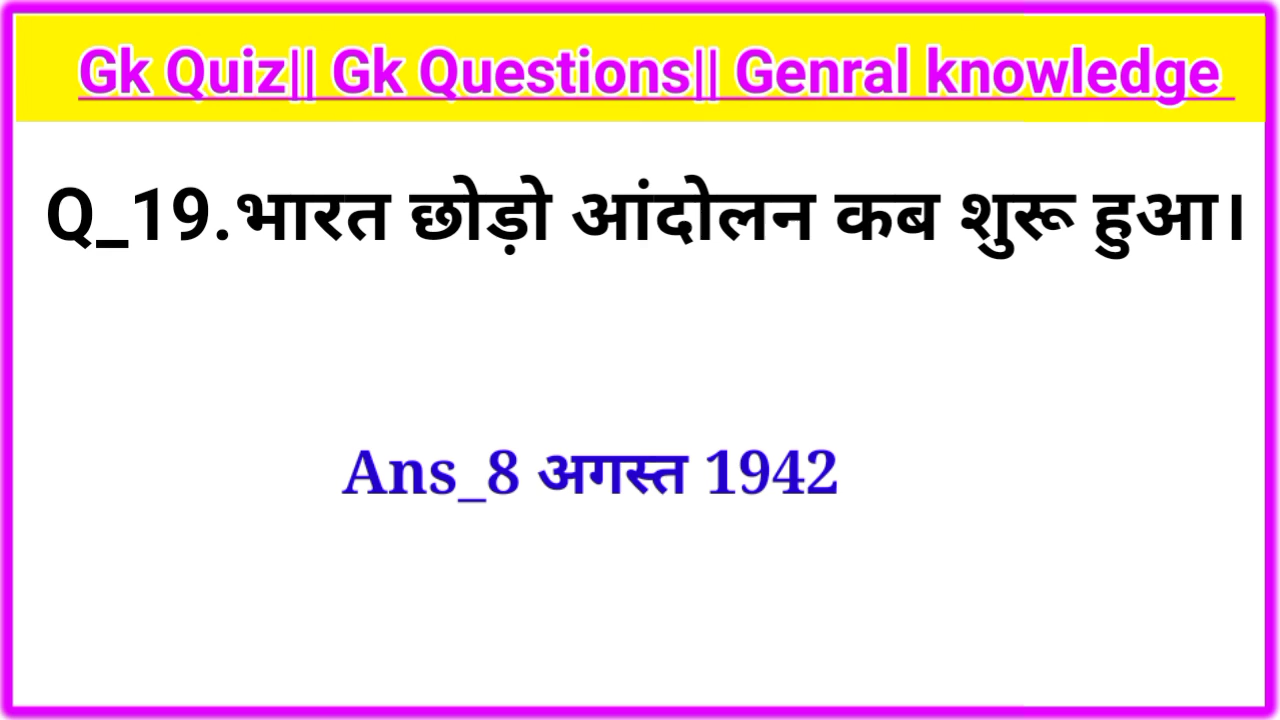 Gk Quiz|| Gk Questions|| Genral knowledge
Q_19.भारत छोड़ो आंदोलन कब शुरू हुआ।
Ans_8 अगस्त 1942